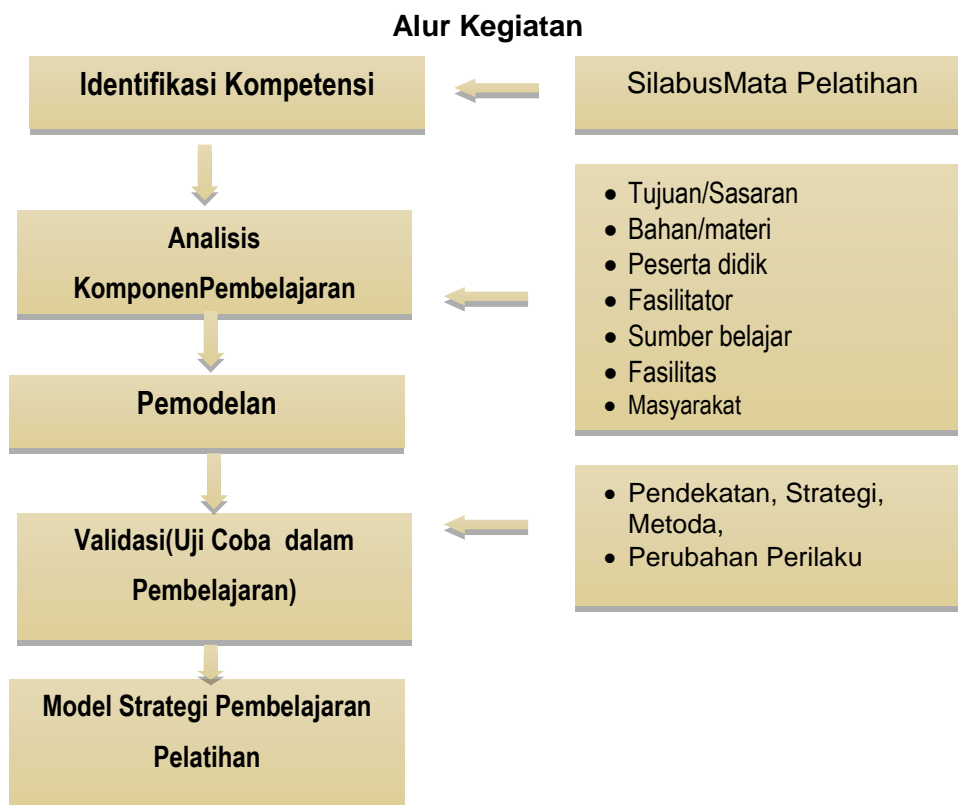 Alur Kegiatan
Identifikasi Kompetensi
SilabusMata Pelatihan
Analisis
KomponenPembelajaran
• Tujuan/Sasaran
• Bahan/materi
• Peserta didik
• Fasilitator
• Sumber belajar
• Fasilitas
• Masyarakat
Pemodelan
Validasi(Uji Coba dalam
Pembelajaran)
• Pendekatan, Strategi,
Metoda,
• Perubahan Perilaku
Model Strategi Pembelajaran
Pelatihan